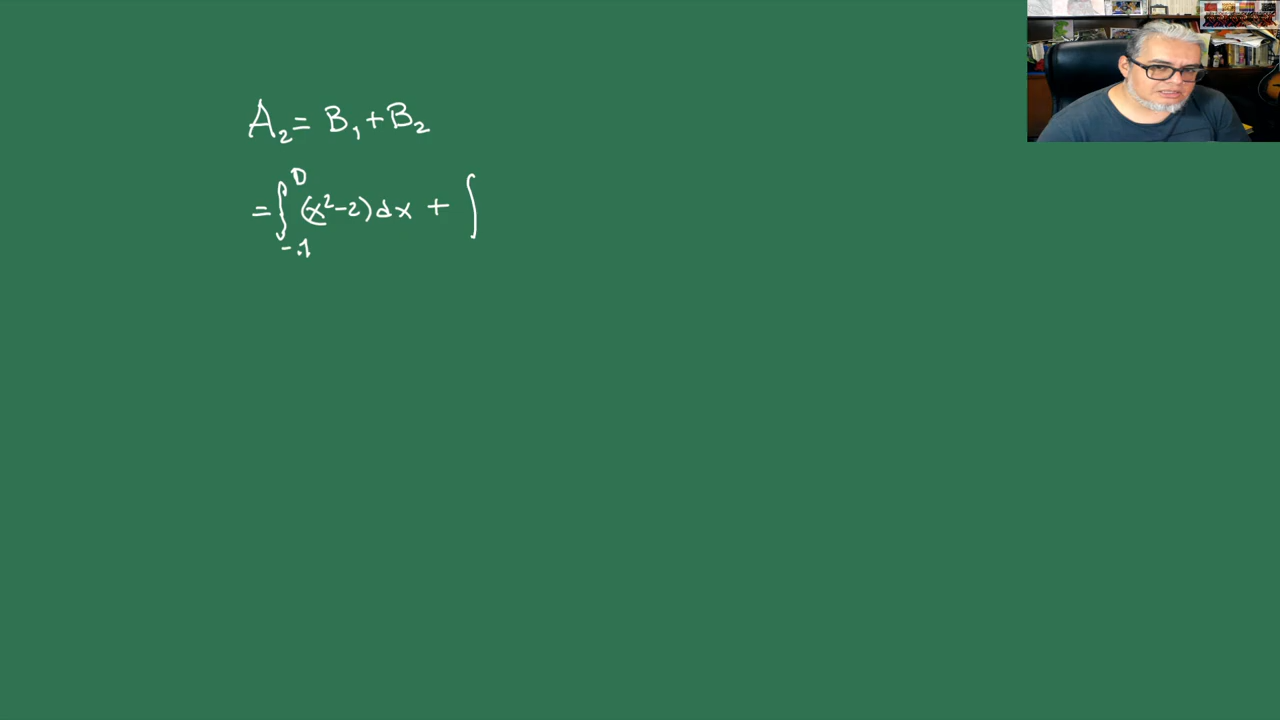 A₂ = B₁ + B₂
= ∫₋.₁⁰ (x² - 2) dx + ∫